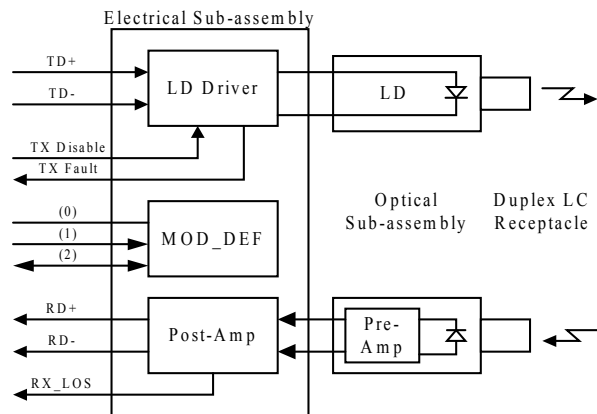 Electrical Sub-assembly
TD+
TD-
LD Driver
LD
TX Disable
TX Fault
(0)
(1)
(2)
MOD_DEF
Optical
Sub-assembly
Duplex LC
Receptacle
RD+
RD-
Post-Amp
Pre-
Amp
RX_LOS